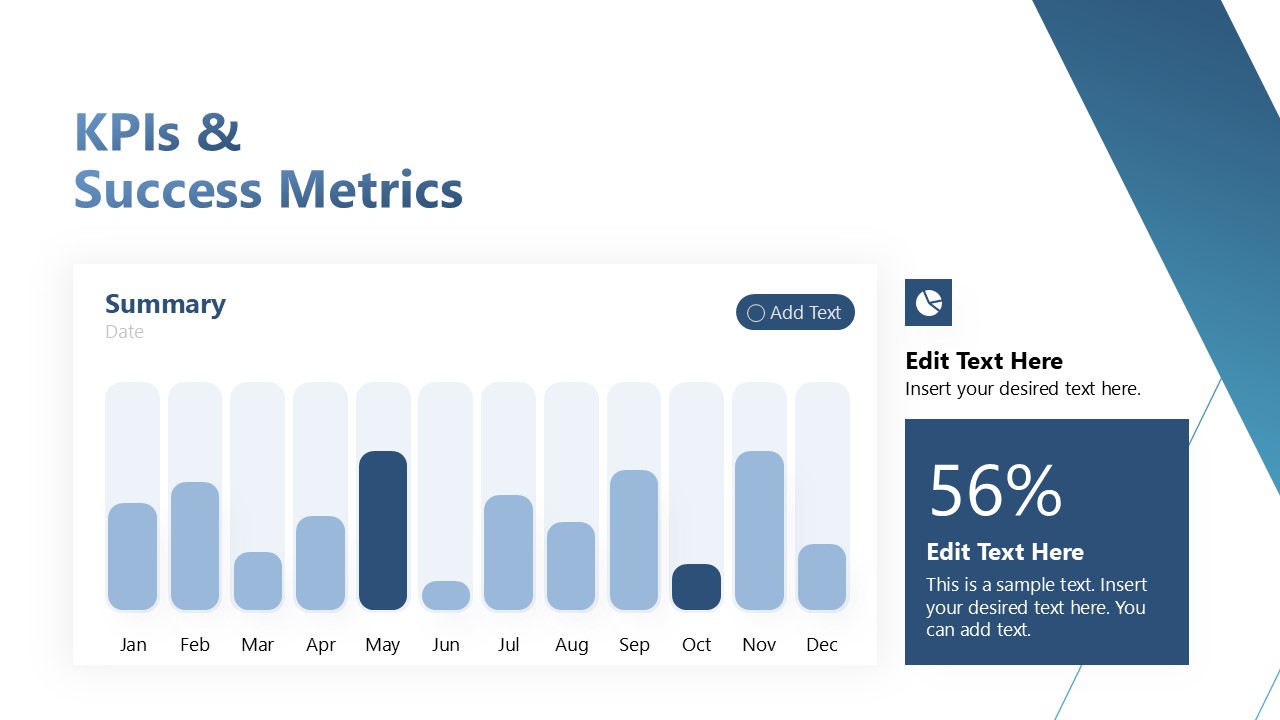 KPIs &
Success Metrics
Summary
Date
Add Text
Jan Feb Mar Apr May Jun Jul Aug Sep Oct Nov Dec
Edit Text Here
Insert your desired text here.
56%
Edit Text Here
This is a sample text. Insert
your desired text here. You
can add text.